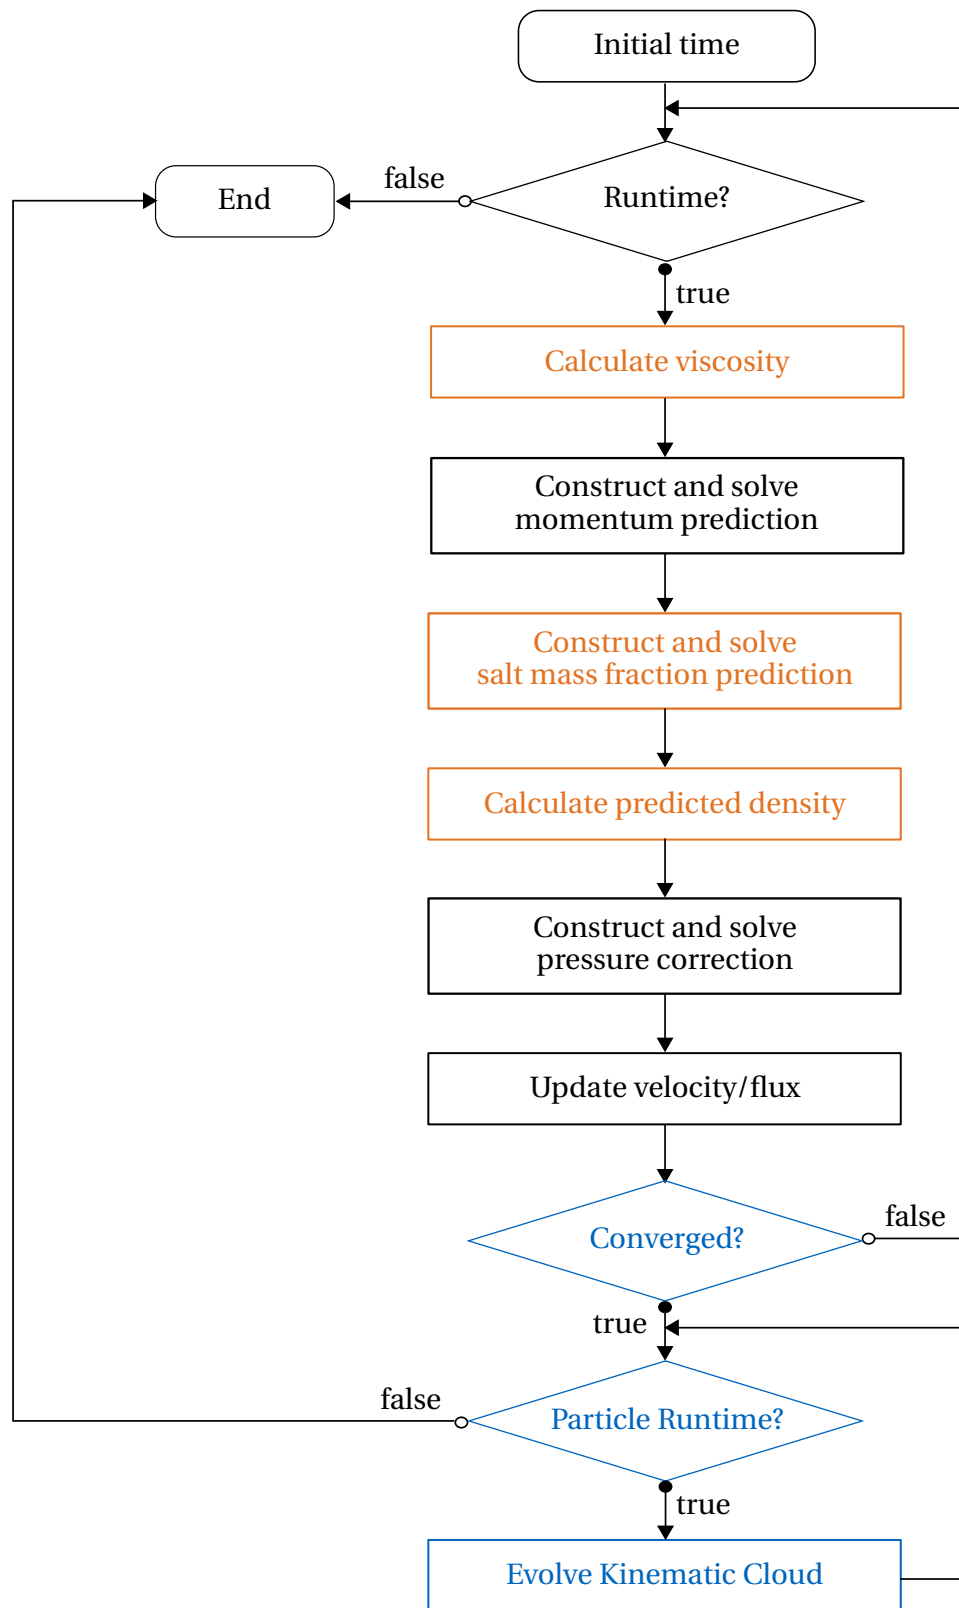 Initial time
false
End
Runtime?
true
Calculate viscosity
Construct and solve
momentum prediction
Construct and solve
salt mass fraction prediction
Calculate predicted density
Construct and solve
pressure correction
Update velocity/flux
Converged?
false
true
false
Particle Runtime?
true
Evolve Kinematic Cloud